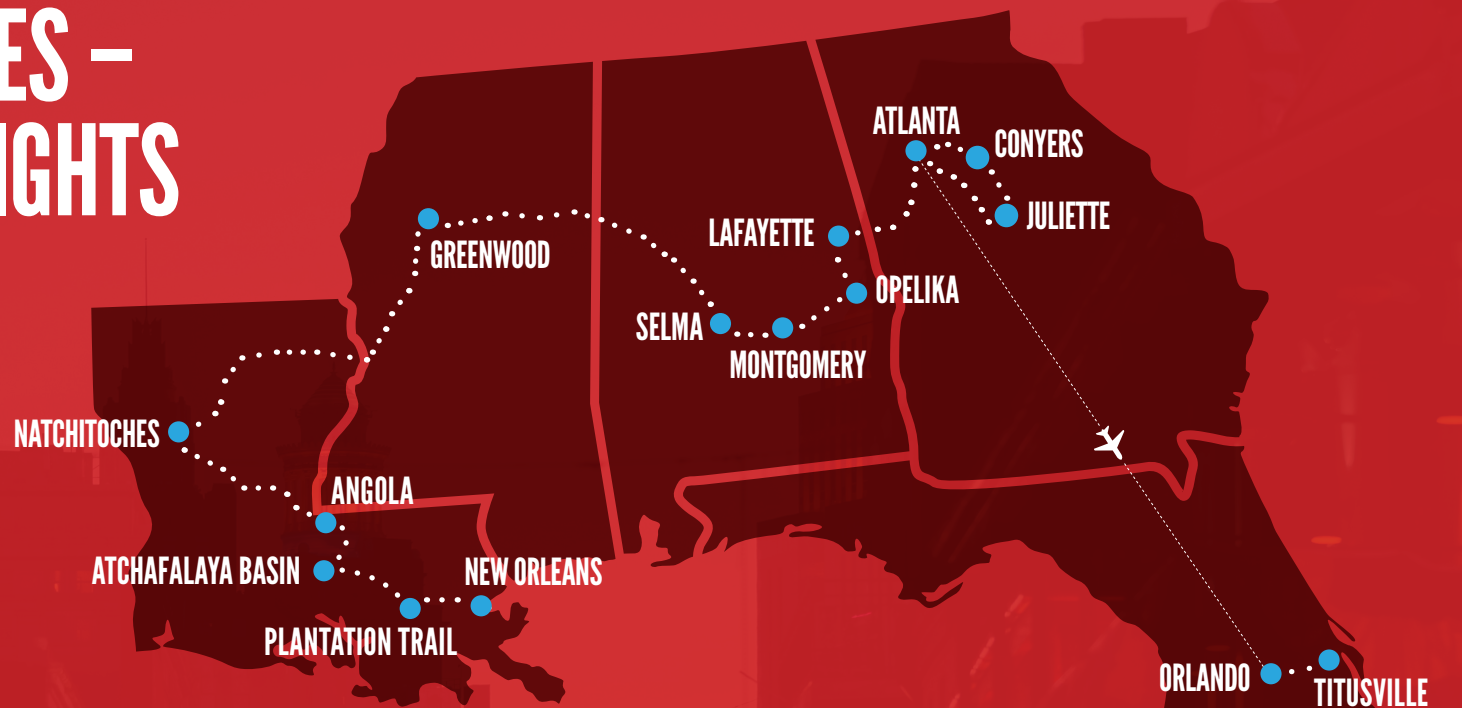 ES –
IGHTS
ATLANTA
CONYERS
JULIETTE
LAFAYETTE
GREENWOOD
OPELIKA
SELMA
MONTGOMERY
NATCHITOCHES
ANGOLA
ATCHAFALAYA BASIN
NEW ORLEANS
PLANTATION TRAIL
ORLANDO
TITUSVILLE